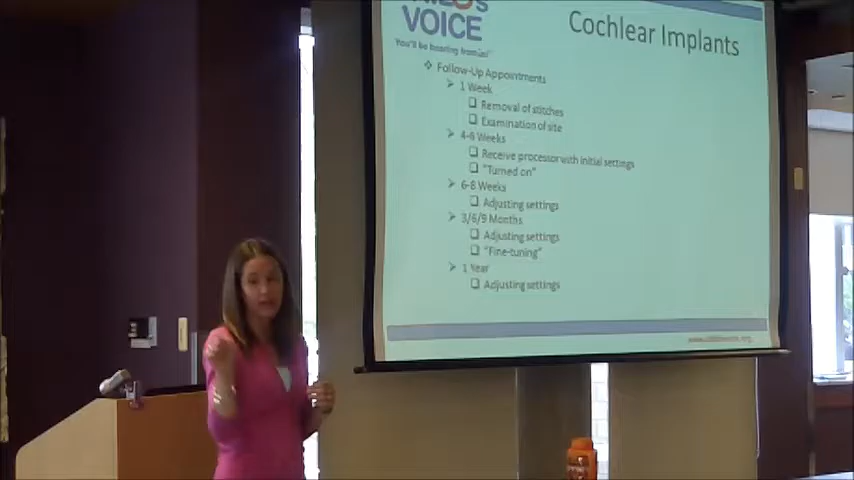 VOICE
You'll be hearing from us!
Cochlear Implants
Follow-Up Appointments
1 Week
Removal of stitches
Examination of site
4-6 Weeks
Receive processor with initial settings
"Turned on"
6-8 Weeks
Adjusting settings
3/6/9 Months
Adjusting settings
"Fine-tuning"
1 Year
Adjusting settings